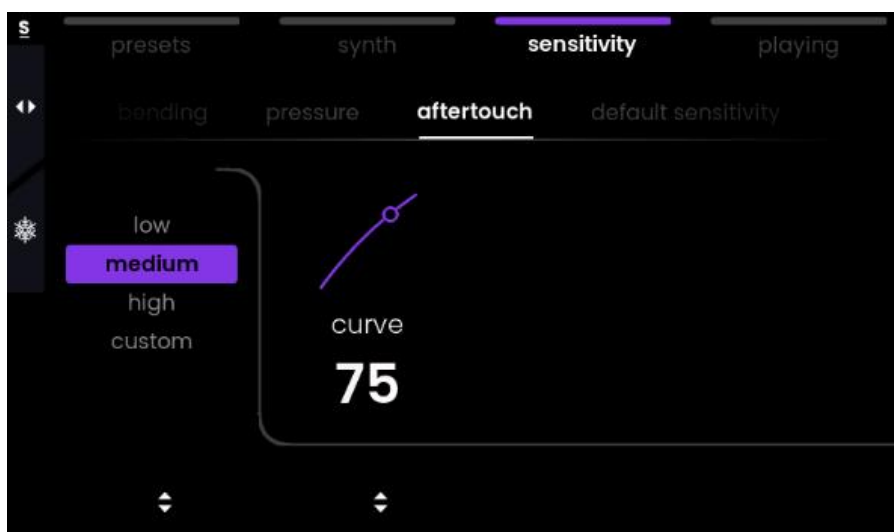 S
presets synth sensitivity playing
bending pressure aftertouch default sensitivity
low
medium
high
custom
curve
75